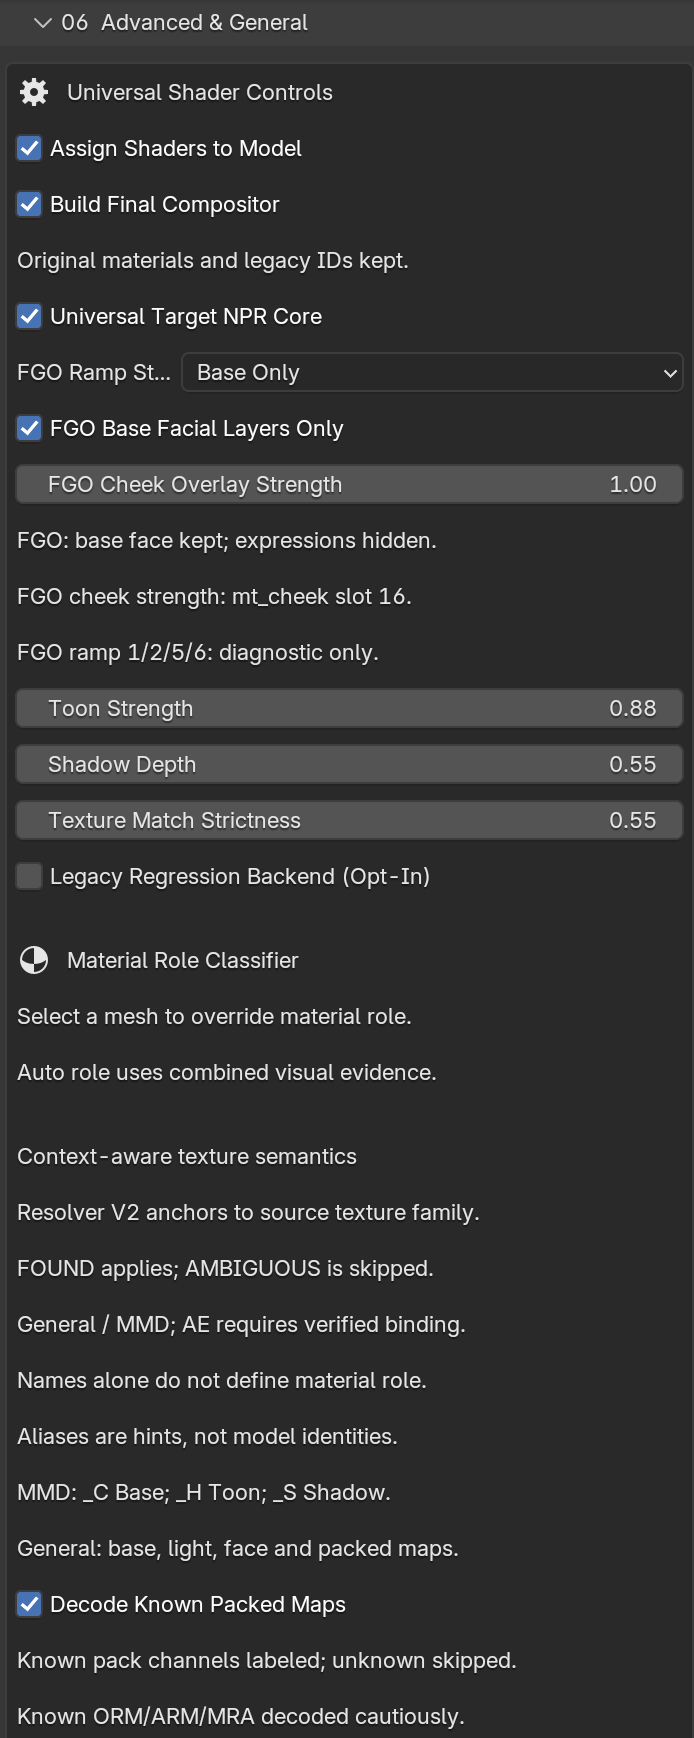 06 Advanced & General
Universal Shader Controls
Assign Shaders to Model
Build Final Compositor
Original materials and legacy IDs kept.
Universal Target NPR Core
FGO Ramp St... Base Only
FGO Base Facial Layers Only
FGO Cheek Overlay Strength 1.00
FGO: base face kept; expressions hidden.
FGO cheek strength: mt_cheek slot 16.
FGO ramp 1/2/5/6: diagnostic only.
Toon Strength 0.88
Shadow Depth 0.55
Texture Match Strictness 0.55
Legacy Regression Backend (Opt-In)
Material Role Classifier
Select a mesh to override material role.
Auto role uses combined visual evidence.
Context-aware texture semantics
Resolver V2 anchors to source texture family.
FOUND applies; AMBIGUOUS is skipped.
General / MMD; AE requires verified binding.
Names alone do not define material role.
Aliases are hints, not model identities.
MMD: _C Base; _H Toon; _S Shadow.
General: base, light, face and packed maps.
Decode Known Packed Maps
Known pack channels labeled; unknown skipped.
Known ORM/ARM/MRA decoded cautiously.